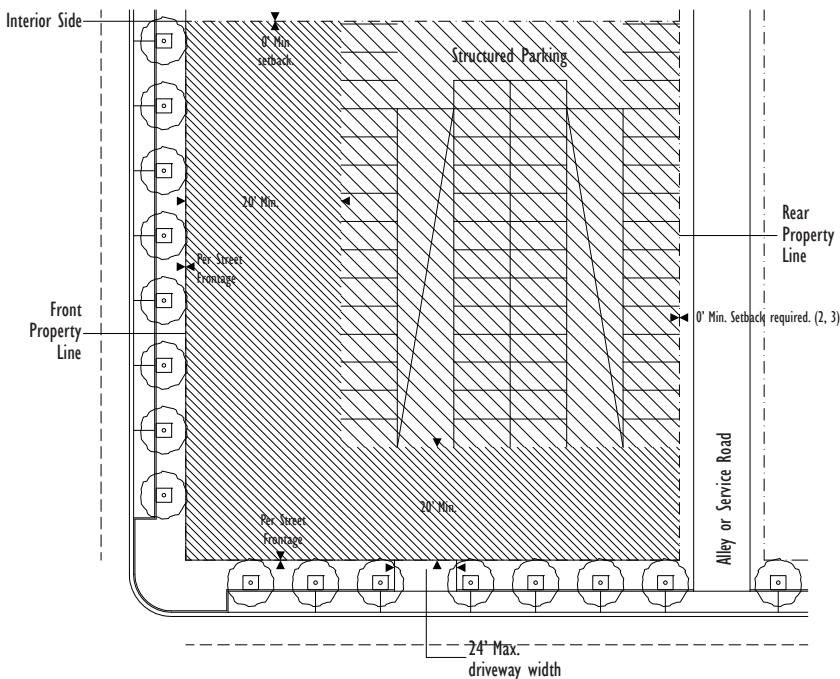 Interior Side
0' Min
setback.
Structured Parking
20' Min.
Rear
Property
Line
Per Street
Frontage
Front
Property
Line
0' Min. Setback required. (2, 3)
Alley or Service Road
20' Min.
Per Street
Frontage
24' Max.
driveway width